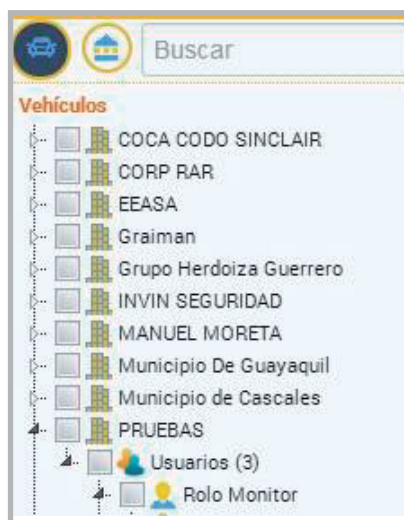 Buscar
Vehículos
COCA CODO SINCLAIR
CORP RAR
EEASA
Graiman
Grupo Herdoiza Guerrero
INVIN SEGURIDAD
MANUEL MORETA
Municipio De Guayaquil
Municipio de Cascales
PRUEBAS
Usuarios (3)
Rolo Monitor